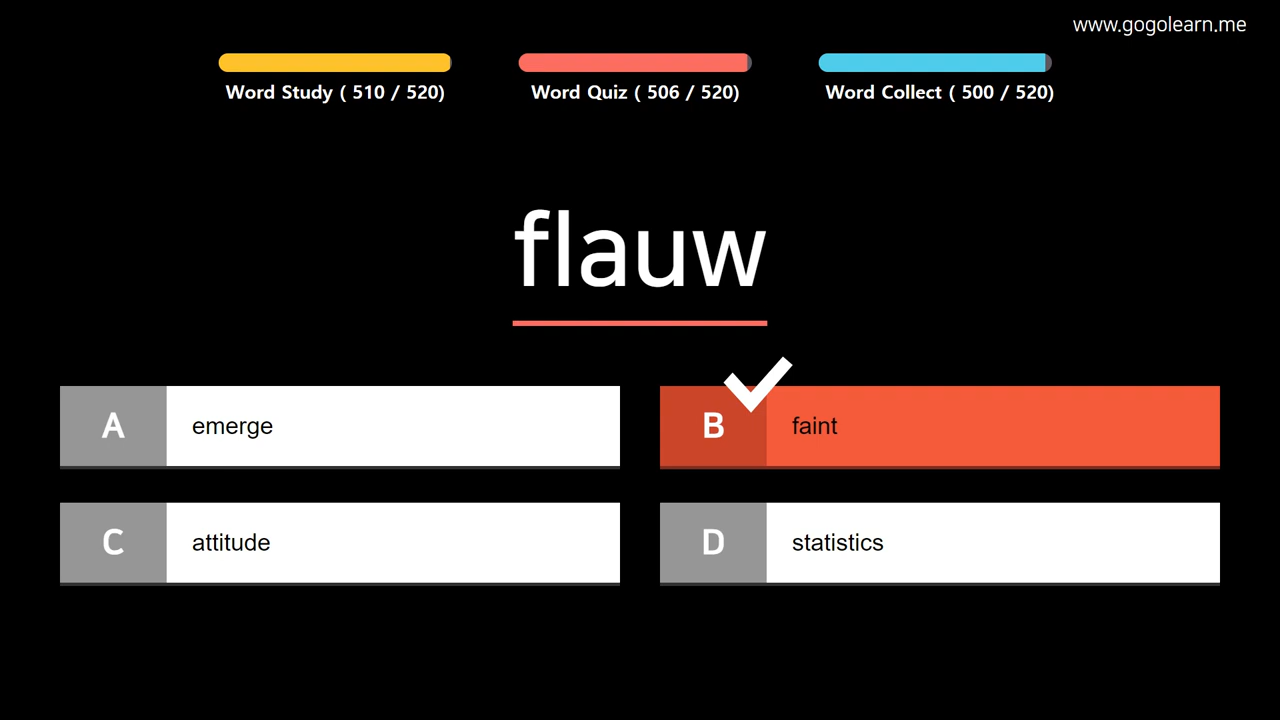 www.gogolearn.me
Word Study ( 510 / 520)
Word Quiz ( 506 / 520)
Word Collect ( 500 / 520)
flauw
A emerge
B faint
C attitude
D statistics